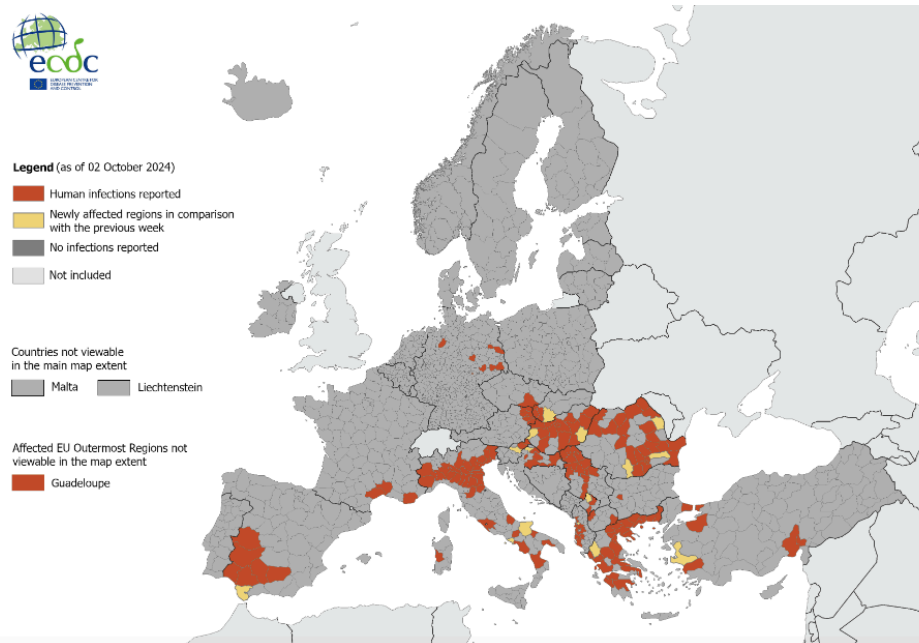 ecdc
EUROPEAN CENTRE FOR
DISEASE PREVENTION
AND CONTROL
Legend (as of 02 October 2024)
Human infections reported
Newly affected regions in comparison
with the previous week
No infections reported
Not included
Countries not viewable
in the main map extent
Malta
Liechtenstein
Affected EU Outermost Regions not
viewable in the map extent
Guadeloupe